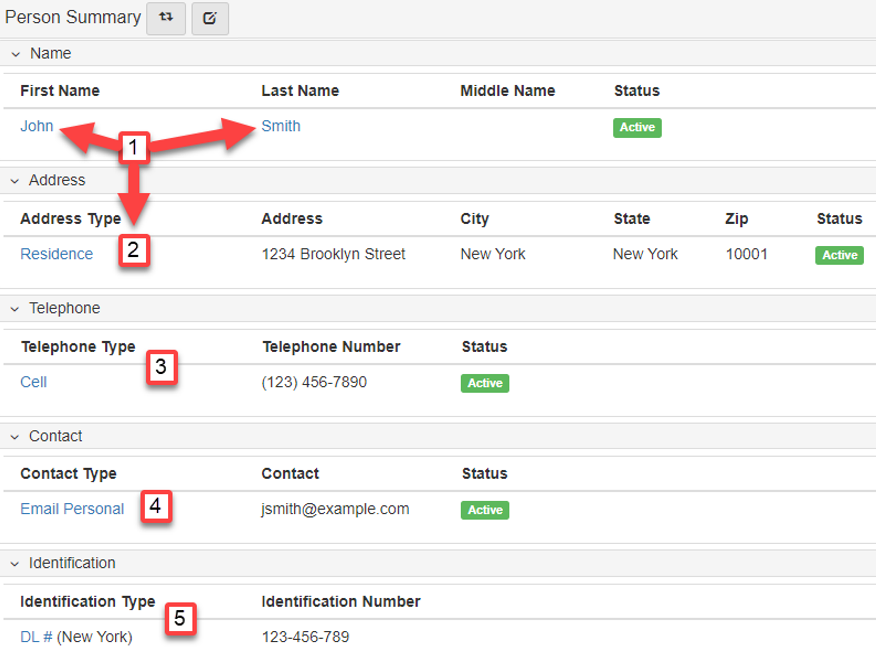 Person Summary
Name
First Name Last Name Middle Name Status
John 1 Smith Active
Address
Address Type Address City State Zip Status
Residence 2 1234 Brooklyn Street New York New York 10001 Active
Telephone
Telephone Type Telephone Number Status
3
Cell (123) 456-7890 Active
Contact
Contact Type Contact Status
Email Personal 4 jsmith@example.com Active
Identification
Identification Type Identification Number
5
DL # (New York) 123-456-789